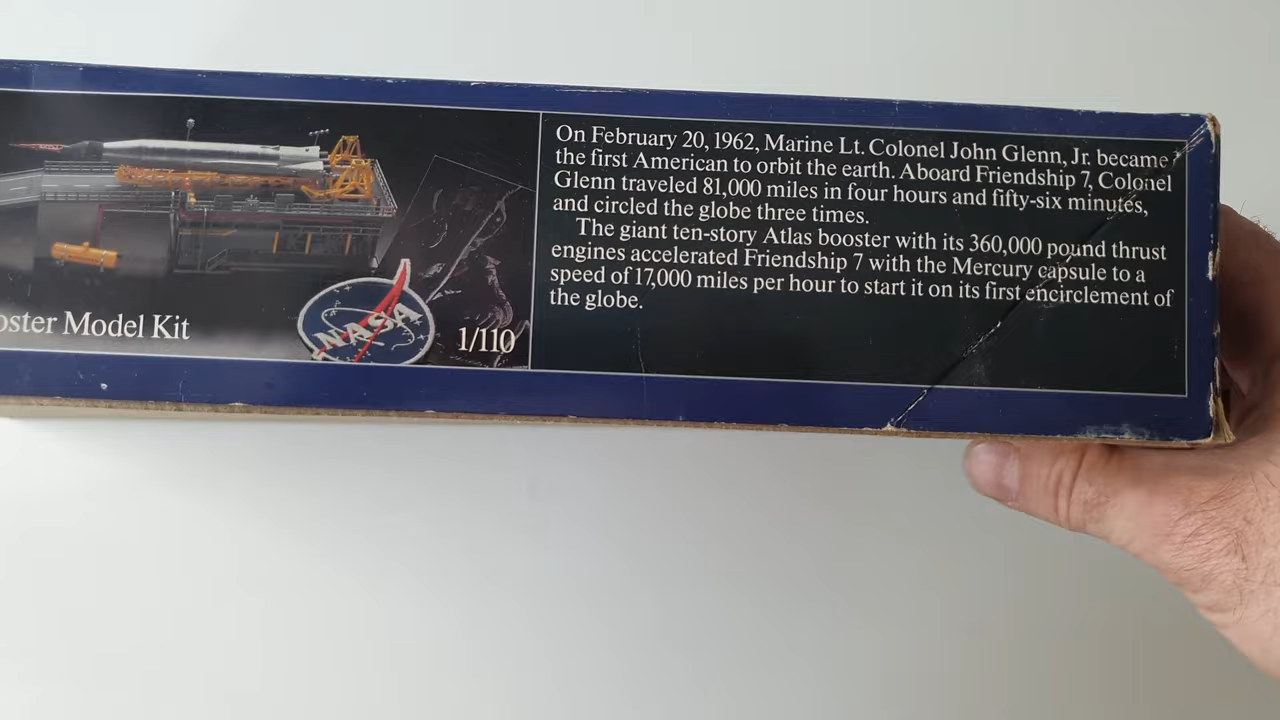 On February 20, 1962, Marine Lt. Colonel John Glenn, Jr. became
the first American to orbit the earth. Aboard Friendship 7, Colonel
Glenn traveled 81,000 miles in four hours and fifty-six minutes,
and circled the globe three times.
The giant ten-story Atlas booster with its 360,000 pound thrust
engines accelerated Friendship 7 with the Mercury capsule to a
speed of 17,000 miles per hour to start it on its first encirclement of
the globe.
oster Model Kit
NASA
1/110